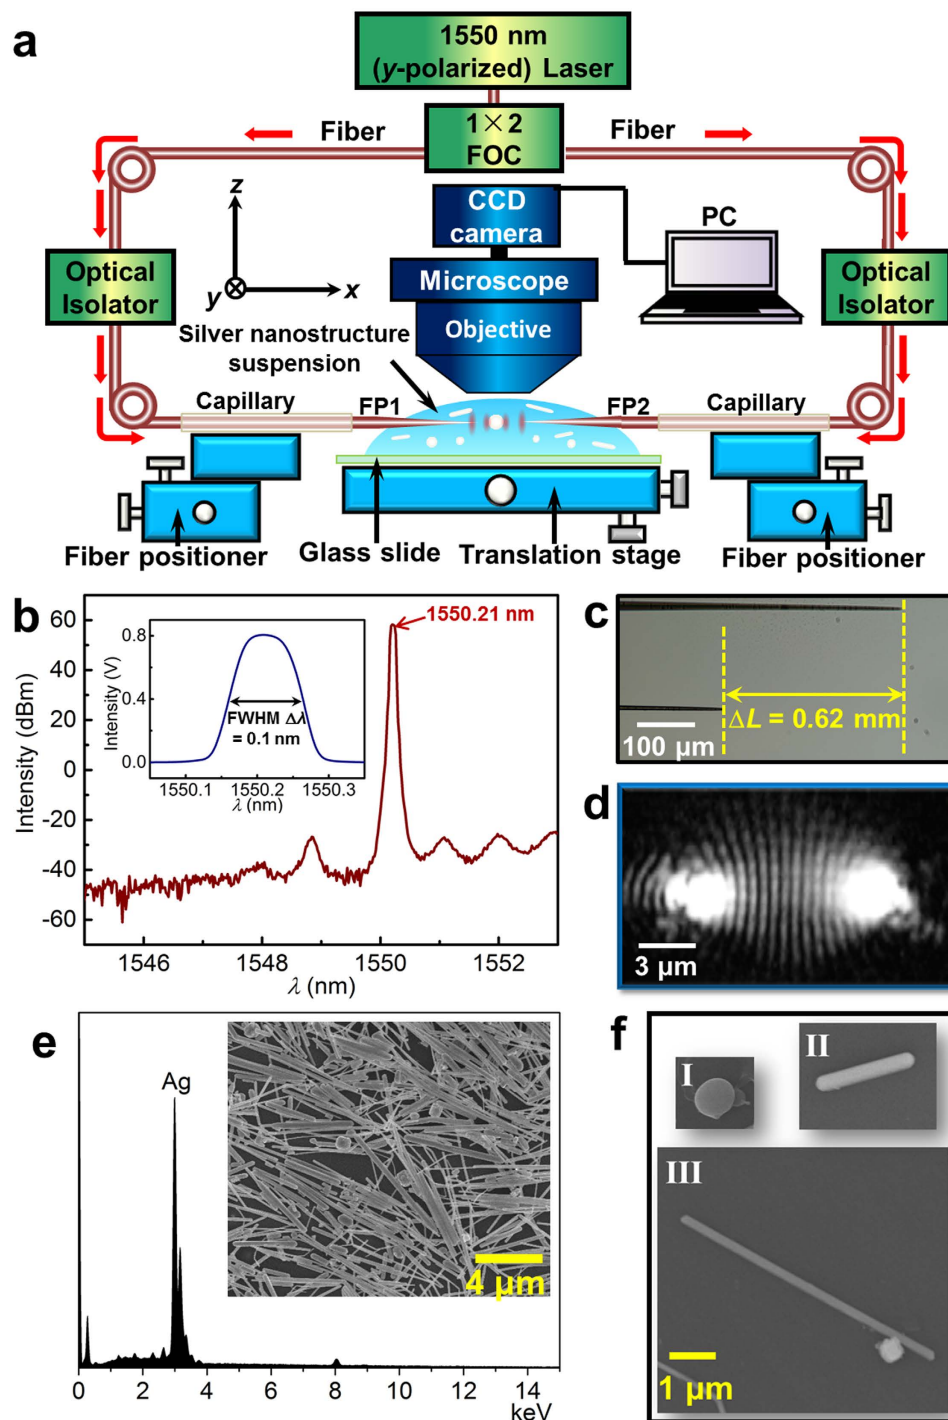 a
1550 nm
(y-polarized) Laser
Fiber
1×2
FOC
Fiber
CCD
camera
PC
z
y
x
Optical
Isolator
Microscope
Objective
Optical
Isolator
Silver nanostructure
suspension
Capillary
FP1
FP2
Capillary
Fiber positioner
Glass slide
Translation stage
Fiber positioner
b
Intensity (dBm)
60
40
20
0
-20
-40
-60
1550.21 nm
Intensity (V)
0.8
0.4
0.0
FWHM Δλ
= 0.1 nm
1550.1
1550.2
1550.3
λ (nm)
1546
1548
1550
1552
λ (nm)
c
ΔL = 0.62 mm
100 µm
d
3 µm
e
Ag
4 µm
0
2
4
6
8
10
12
14
keV
f
I
II
III
1 µm